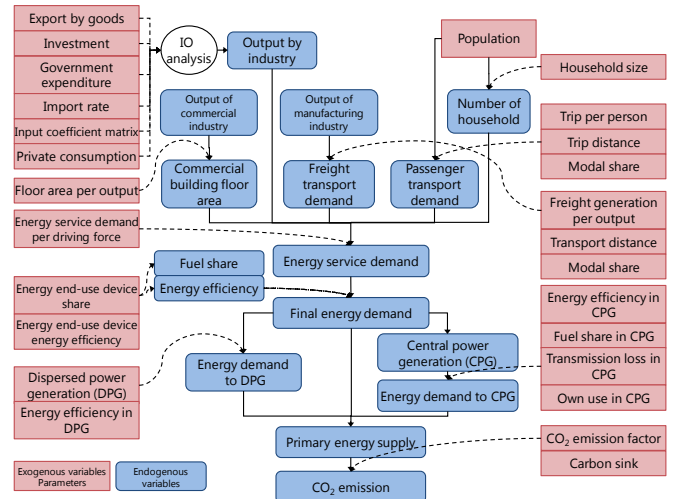 Export by goods
Investment
Government
expenditure
Import rate
Input coefficient matrix
Private consumption
Floor area per output
Energy service demand
per driving force
IO
analysis
Output by
industry
Population
Household size
Number of
household
Output of
commercial
industry
Output of
manufacturing
industry
Trip per person
Trip distance
Modal share
Commercial
building floor
area
Freight
transport
demand
Passenger
transport
demand
Freight generation
per output
Transport distance
Modal share
Energy service demand
Fuel share
Energy efficiency
Energy end-use device
share
Energy end-use device
energy efficiency
Final energy demand
Energy efficiency in
CPG
Fuel share in CPG
Transmission loss in
CPG
Own use in CPG
Energy demand
to DPG
Central power
generation (CPG)
Energy demand to CPG
Dispersed power
generation (DPG)
Energy efficiency in
DPG
Primary energy supply
CO2 emission factor
Carbon sink
CO2 emission
Exogenous variables
Parameters
Endogenous
variables